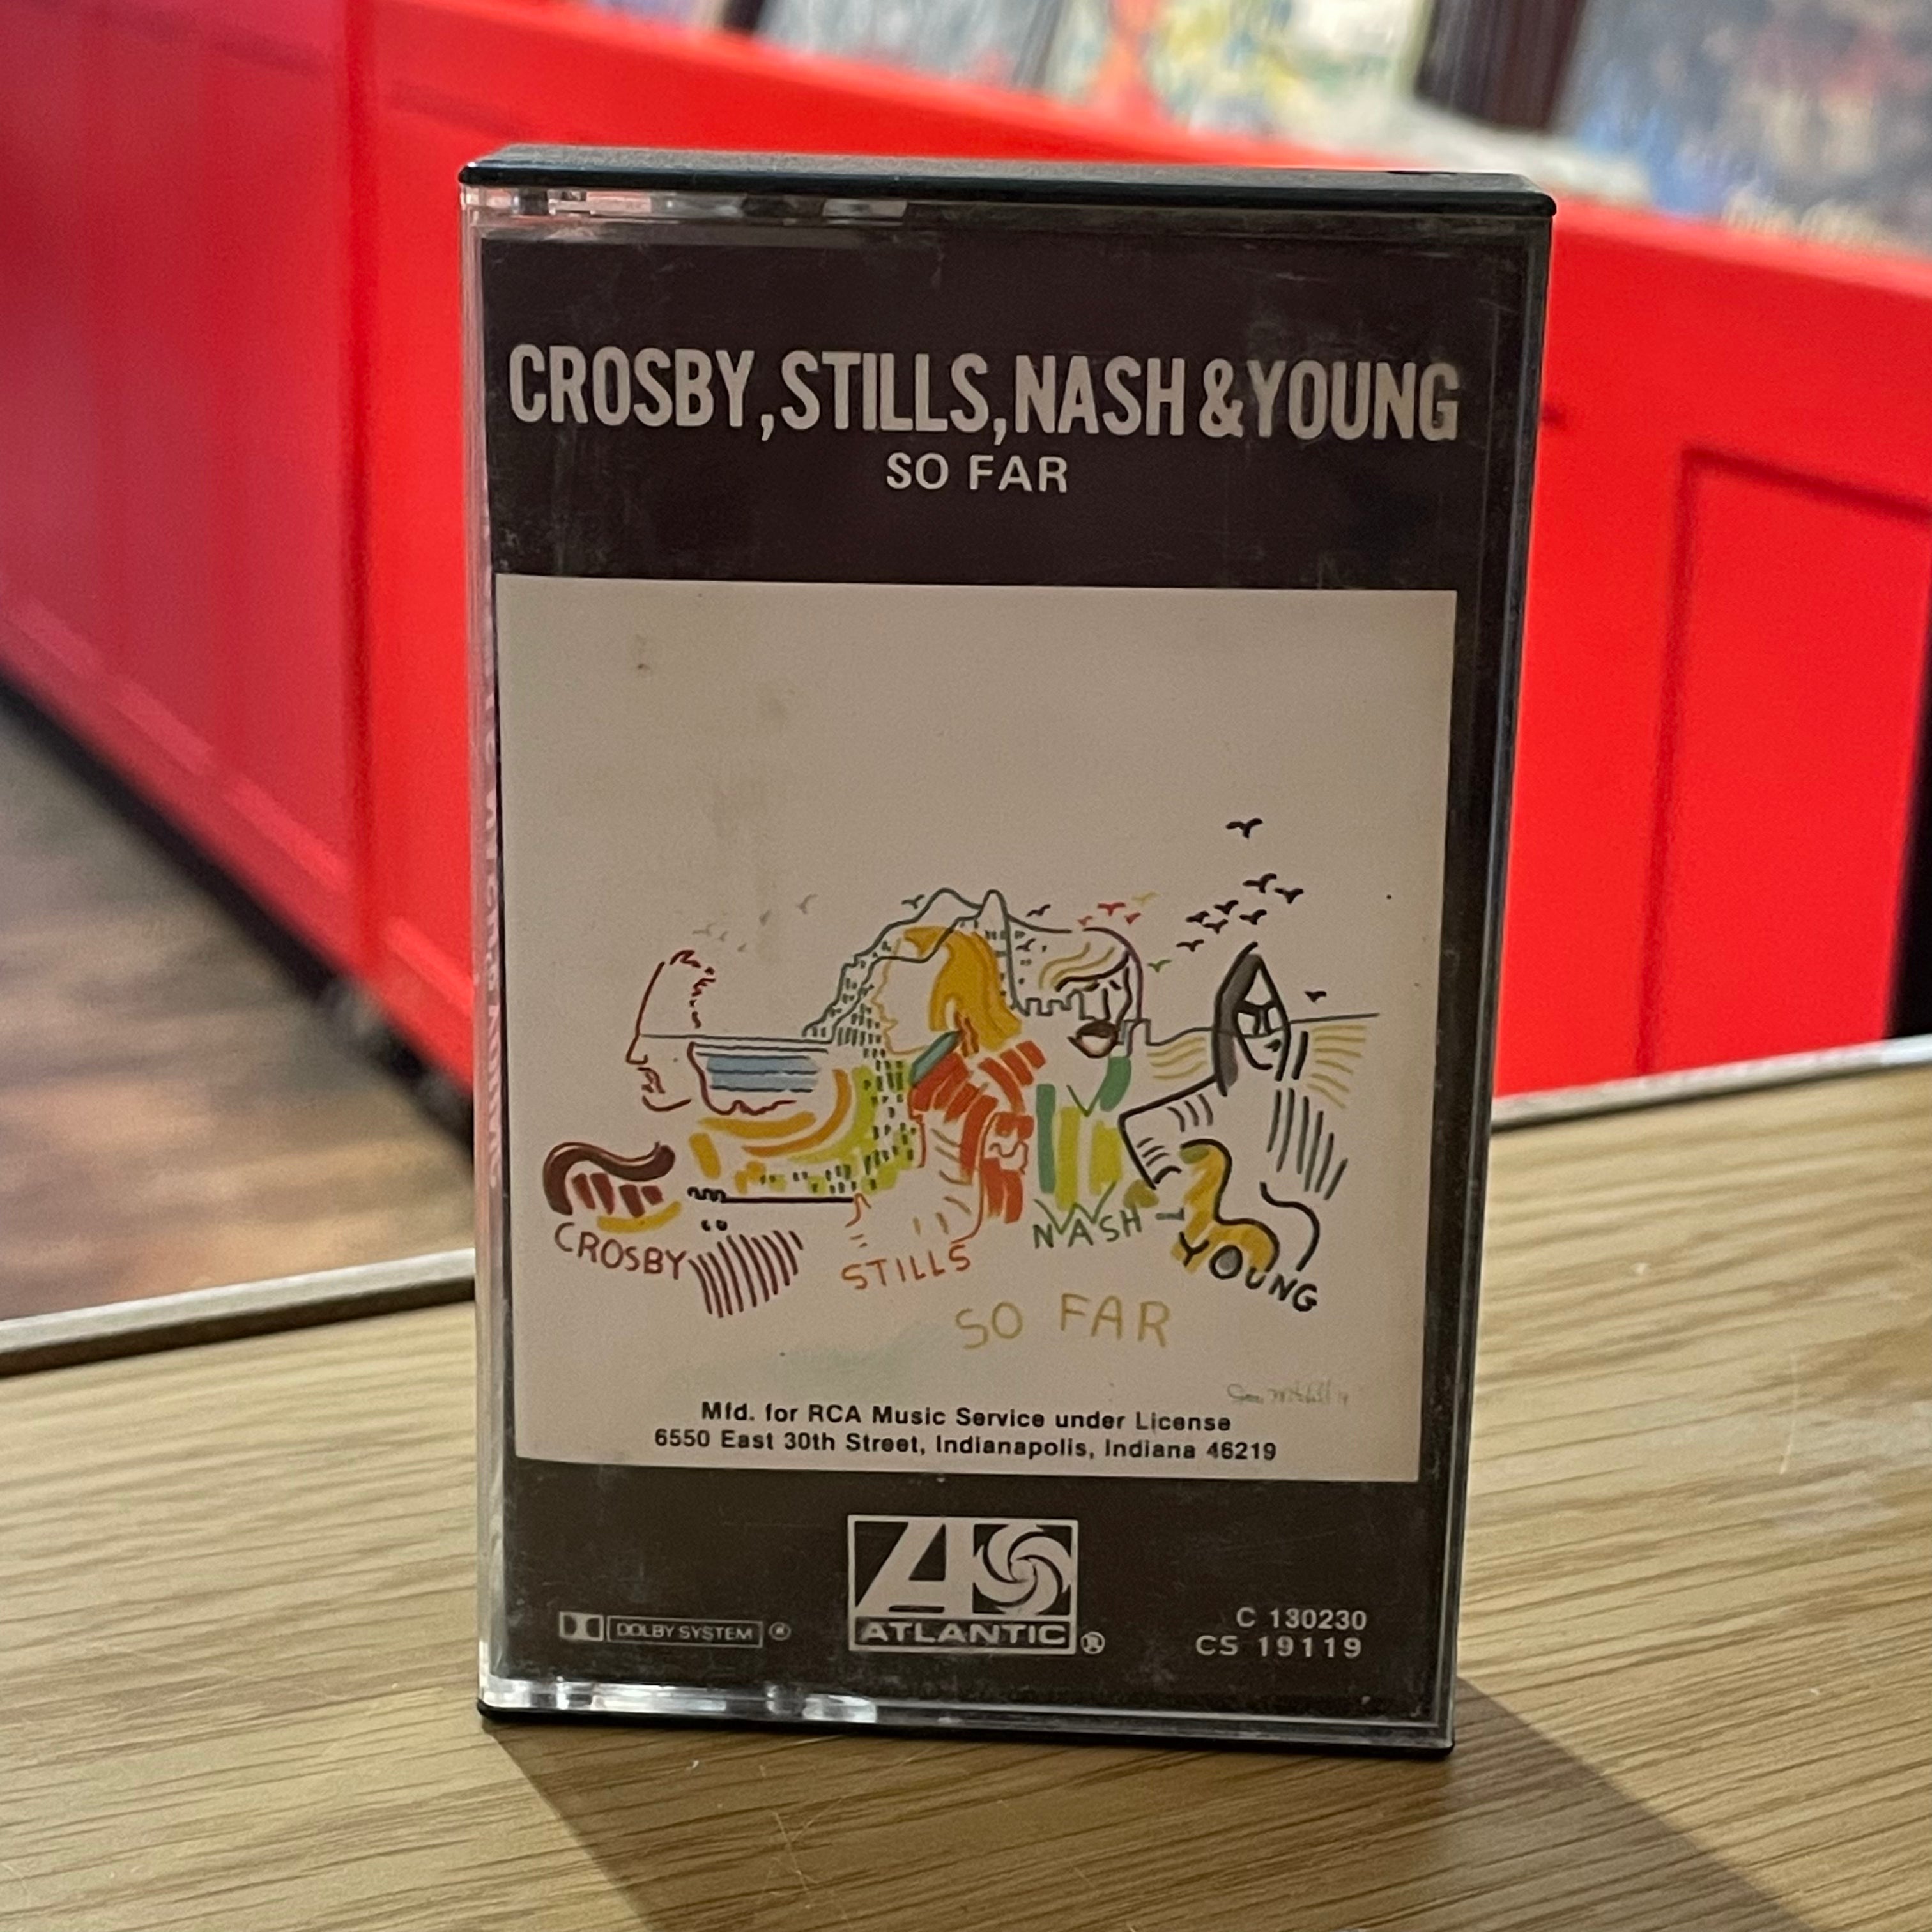 CROSBY, STILLS, NASH & YOUNG
SO FAR
CROSBY
STILLS
NASH
YOUNG
SO FAR
Mfd. for RCA Music Service under License
6550 East 30th Street, Indianapolis, Indiana 46219
DOLBY SYSTEM ®
ATLANTIC ®
C 130230
CS 19119